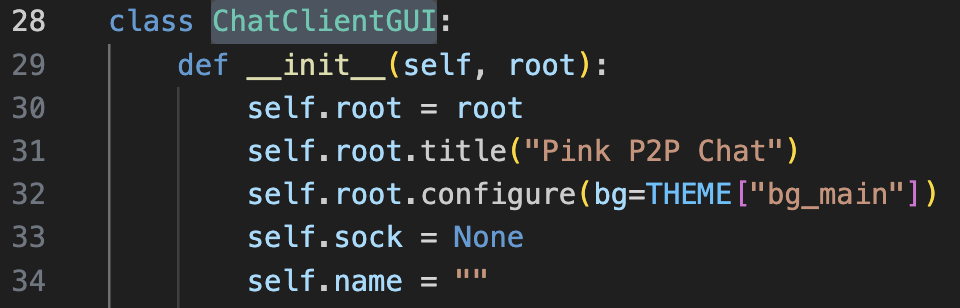 28 class ChatClientGUI:
29 def __init__(self, root):
30 self.root = root
31 self.root.title("Pink P2P Chat")
32 self.root.configure(bg=THEME["bg_main"])
33 self.sock = None
34 self.name = ""